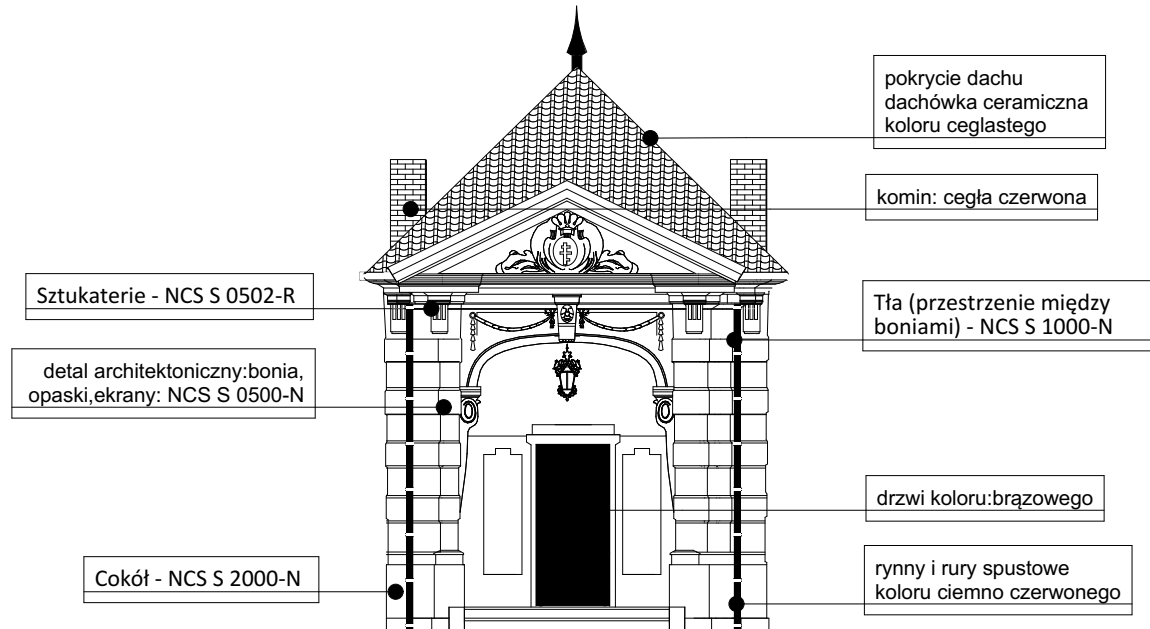 pokrycie dachu
dachówka ceramiczna
koloru ceglastego
komin: cegła czerwona
Sztukaterie - NCS S 0502-R
Tła (przestrzenie między
boniami) - NCS S 1000-N
detal architektoniczny:bonia,
opaski,ekrany: NCS S 0500-N
drzwi koloru:brązowego
Cokół - NCS S 2000-N
rynny i rury spustowe
koloru ciemno czerwonego